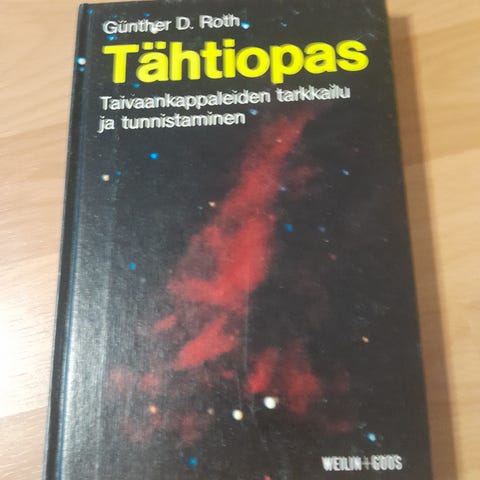 Günther D. Roth
Tähtiopas
Taivaankappaleiden tarkkailu
ja tunnistaminen
WEILIN+GÖÖS